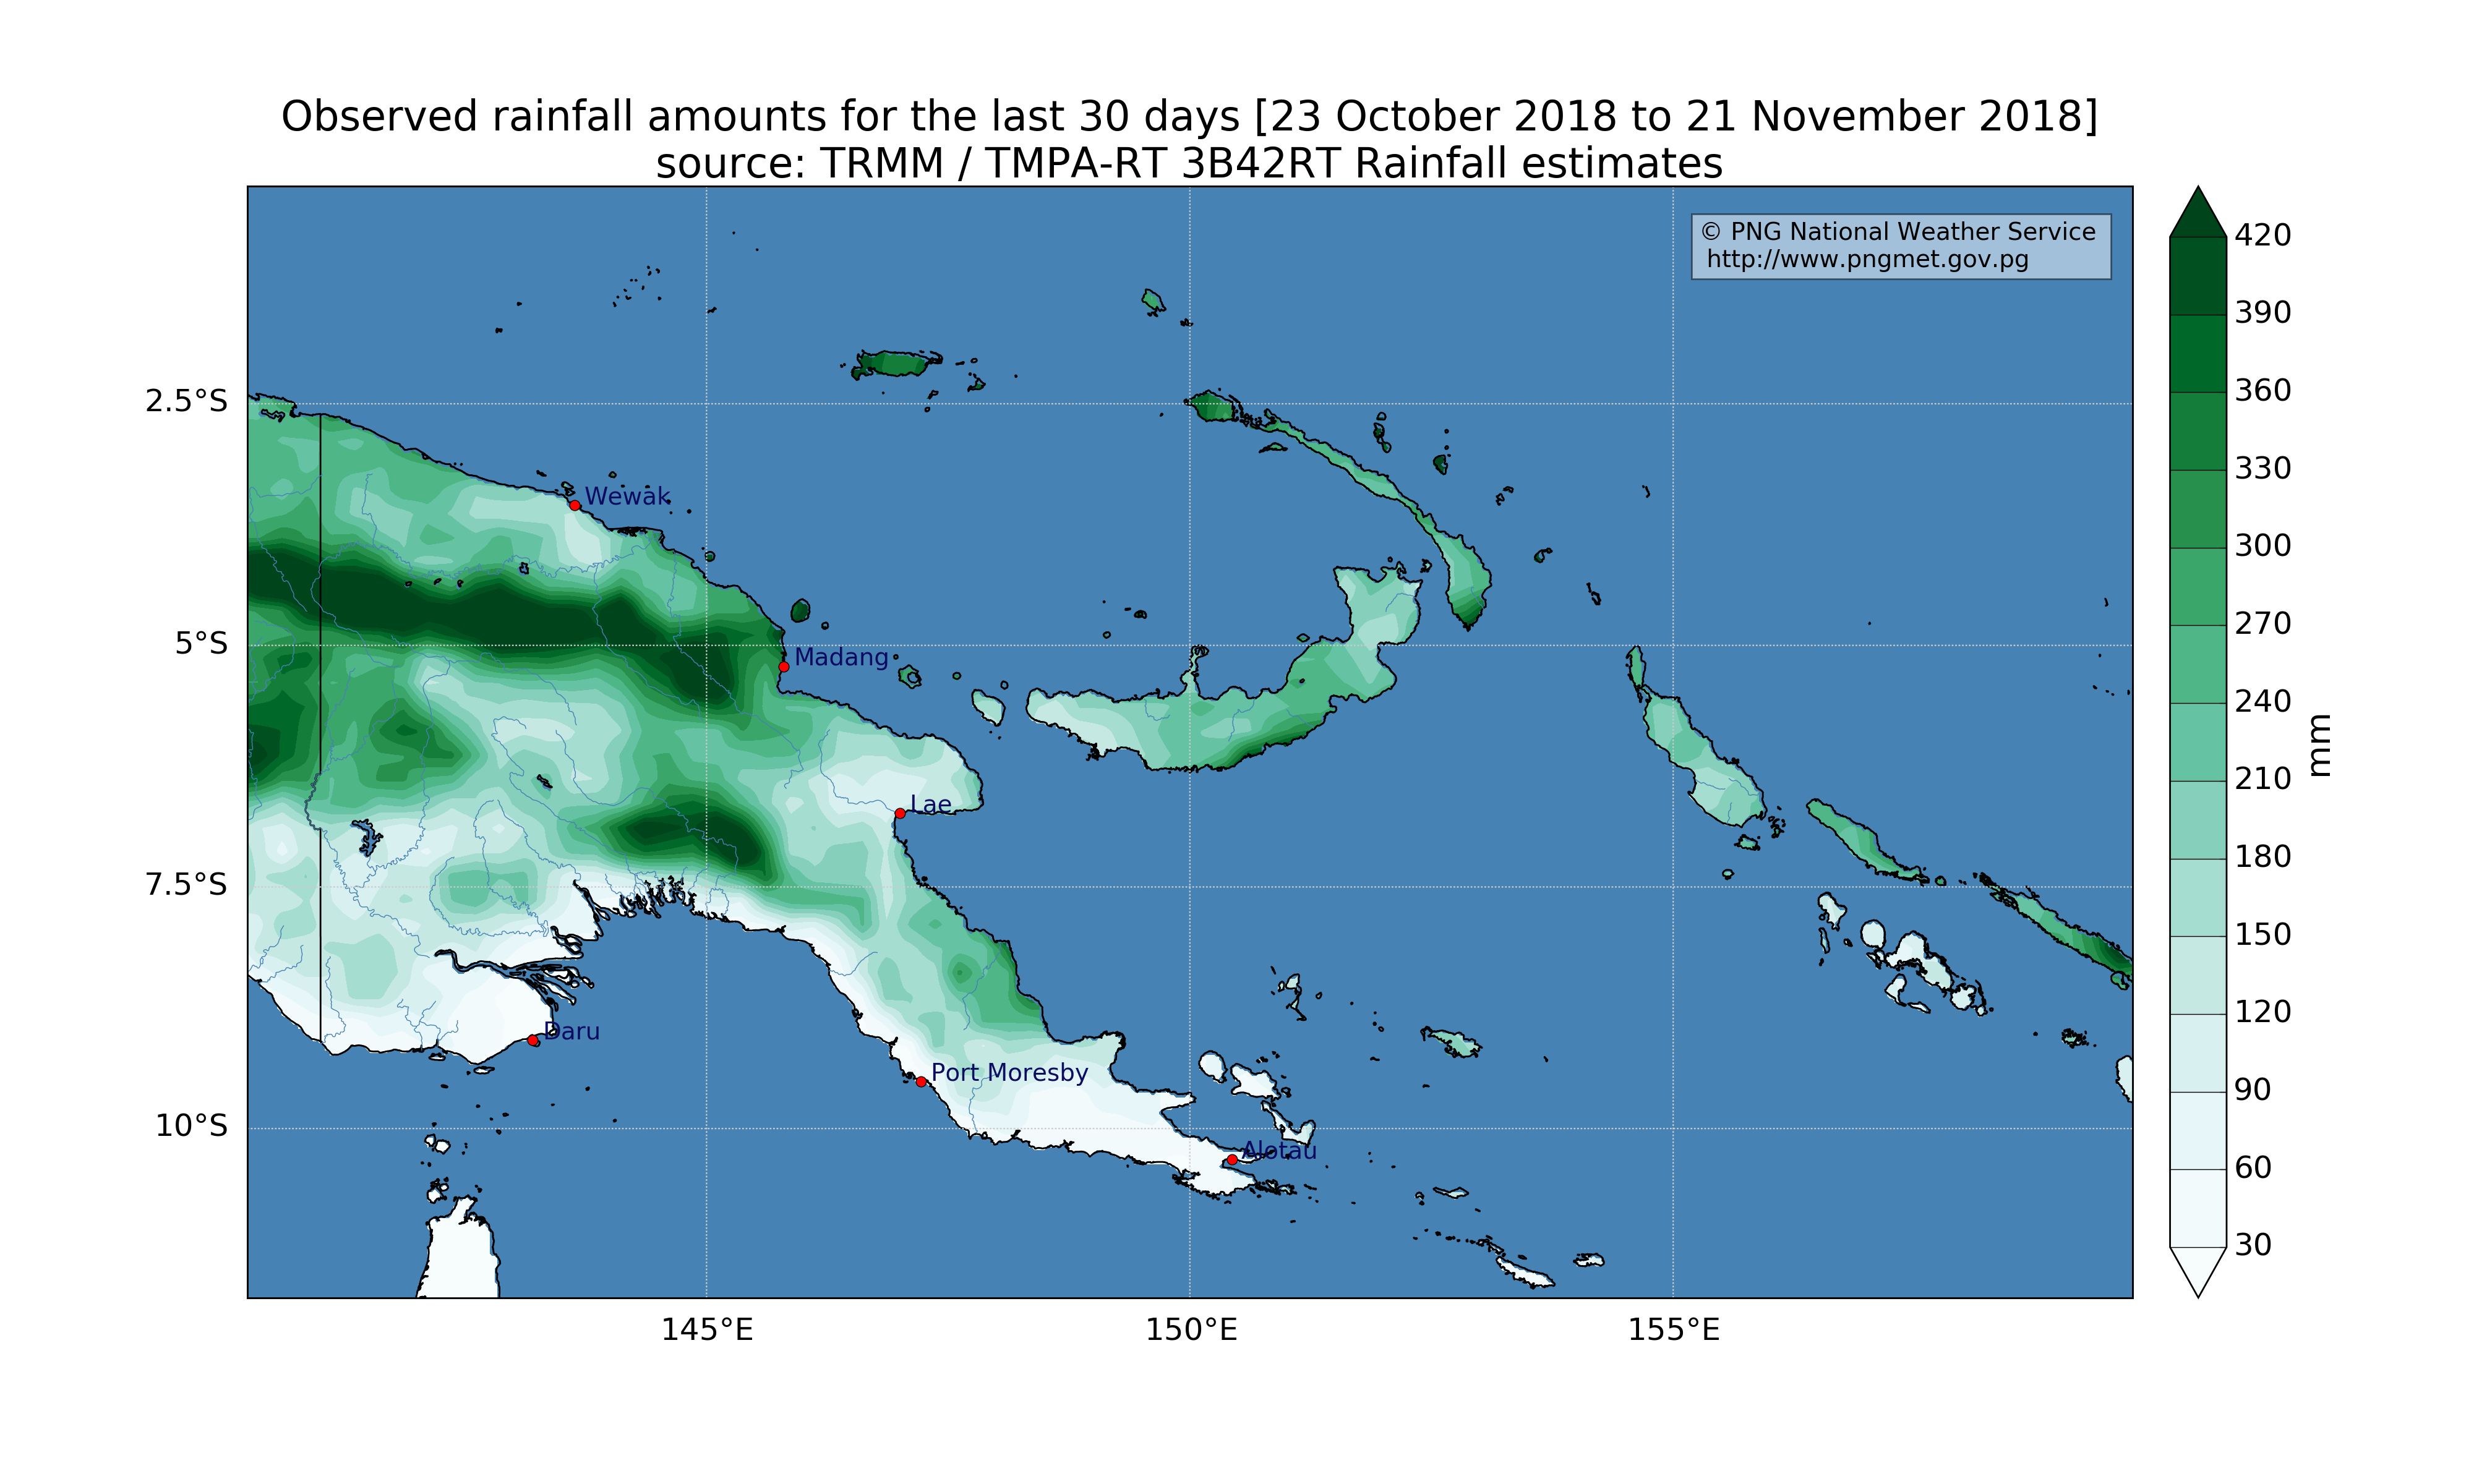 Observed rainfall amounts for the last 30 days [23 October 2018 to 21 November 2018]
source: TRMM / TMPA-RT 3B42RT Rainfall estimates
© PNG National Weather Service
http://www.pngmet.gov.pg
2.5°S
5°S
7.5°S
10°S
145°E
150°E
155°E
Wewak
Madang
Lae
Daru
Port Moresby
Alotau
420
390
360
330
300
270
240
210
180
150
120
90
60
30
mm